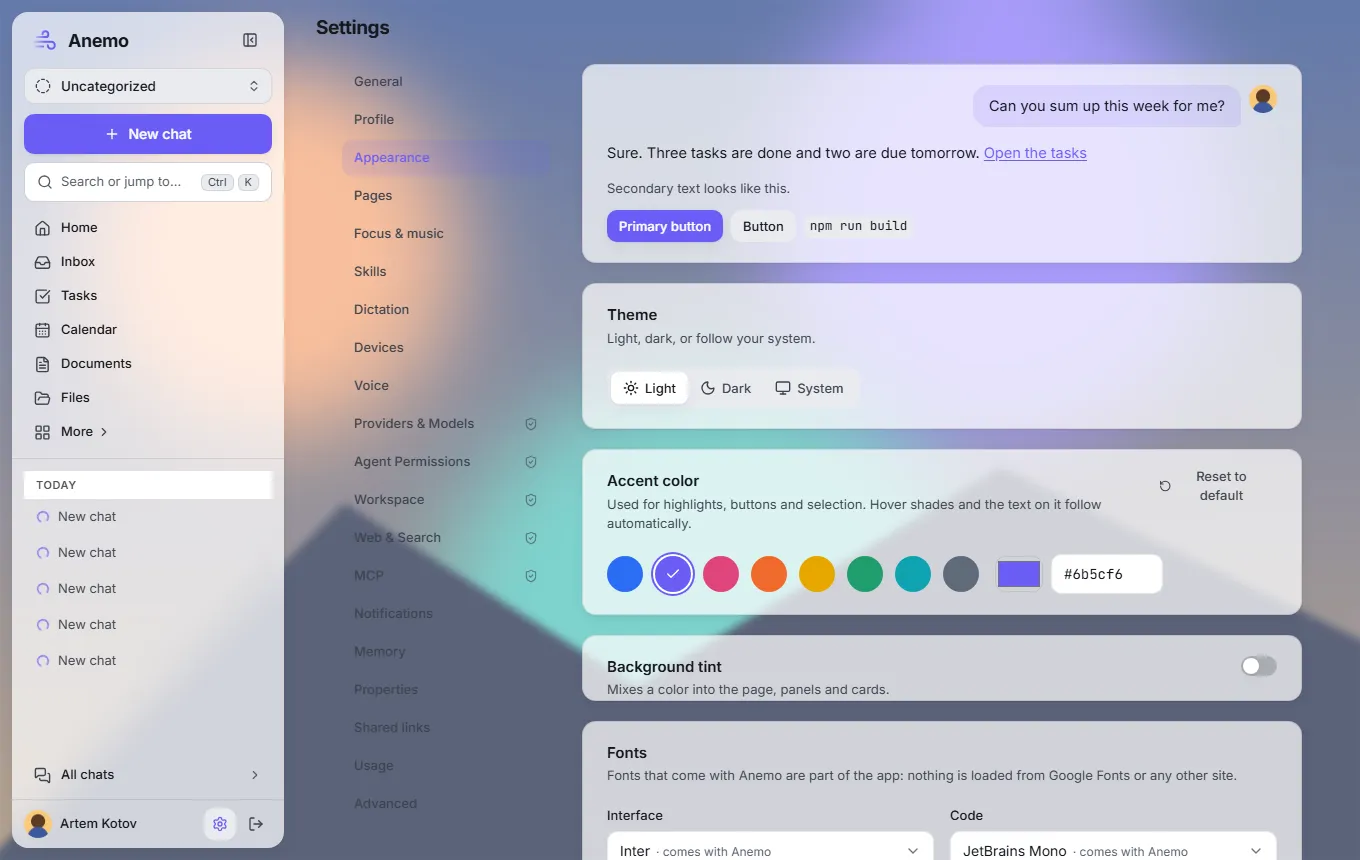 Anemo
Uncategorized
New chat
Search or jump to... Ctrl K
Home
Inbox
Tasks
Calendar
Documents
Files
More
TODAY
New chat
New chat
New chat
New chat
New chat
All chats
Artem Kotov
Settings
General
Profile
Appearance
Pages
Focus & music
Skills
Dictation
Devices
Voice
Providers & Models
Agent Permissions
Workspace
Web & Search
MCP
Notifications
Memory
Properties
Shared links
Usage
Advanced
Can you sum up this week for me?
Sure. Three tasks are done and two are due tomorrow. Open the tasks
Secondary text looks like this.
Primary button Button npm run build
Theme
Light, dark, or follow your system.
Light Dark System
Accent color
Used for highlights, buttons and selection. Hover shades and the text on it follow
automatically.
Reset to
default
#6b5cf6
Background tint
Mixes a color into the page, panels and cards.
Fonts
Fonts that come with Anemo are part of the app: nothing is loaded from Google Fonts or any other site.
Interface Code
Inter · comes with Anemo JetBrains Mono · comes with Anemo